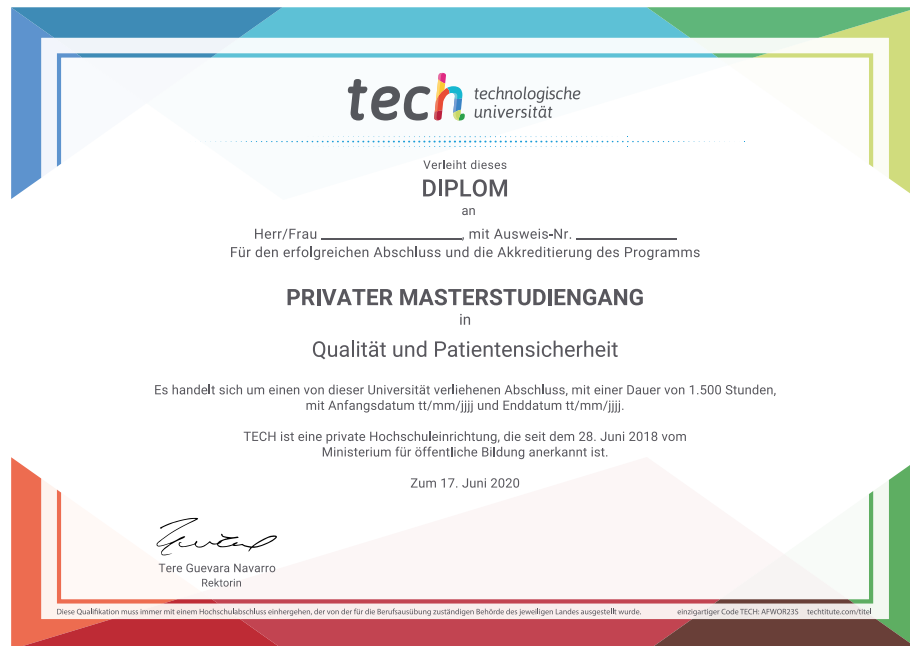 tech technologische
universität
Verleiht dieses
DIPLOM
an
Herr/Frau ____________, mit Ausweis-Nr. ____________
Für den erfolgreichen Abschluss und die Akkreditierung des Programms
PRIVATER MASTERSTUDIENGANG
in
Qualität und Patientensicherheit
Es handelt sich um einen von dieser Universität verliehenen Abschluss, mit einer Dauer von 1.500 Stunden,
mit Anfangsdatum tt/mm/jjjj und Enddatum tt/mm/jjjj.
TECH ist eine private Hochschuleinrichtung, die seit dem 28. Juni 2018 vom
Ministerium für öffentliche Bildung anerkannt ist.
Zum 17. Juni 2020
Tere Guevara Navarro
Rektorin
Diese Qualifikation muss immer mit einem Hochschulabschluss einhergehen, der von der für die Berufsausübung zuständigen Behörde des jeweiligen Landes ausgestellt wurde. einzigartiger Code TECH: AFWOR235 techtitute.com/titel